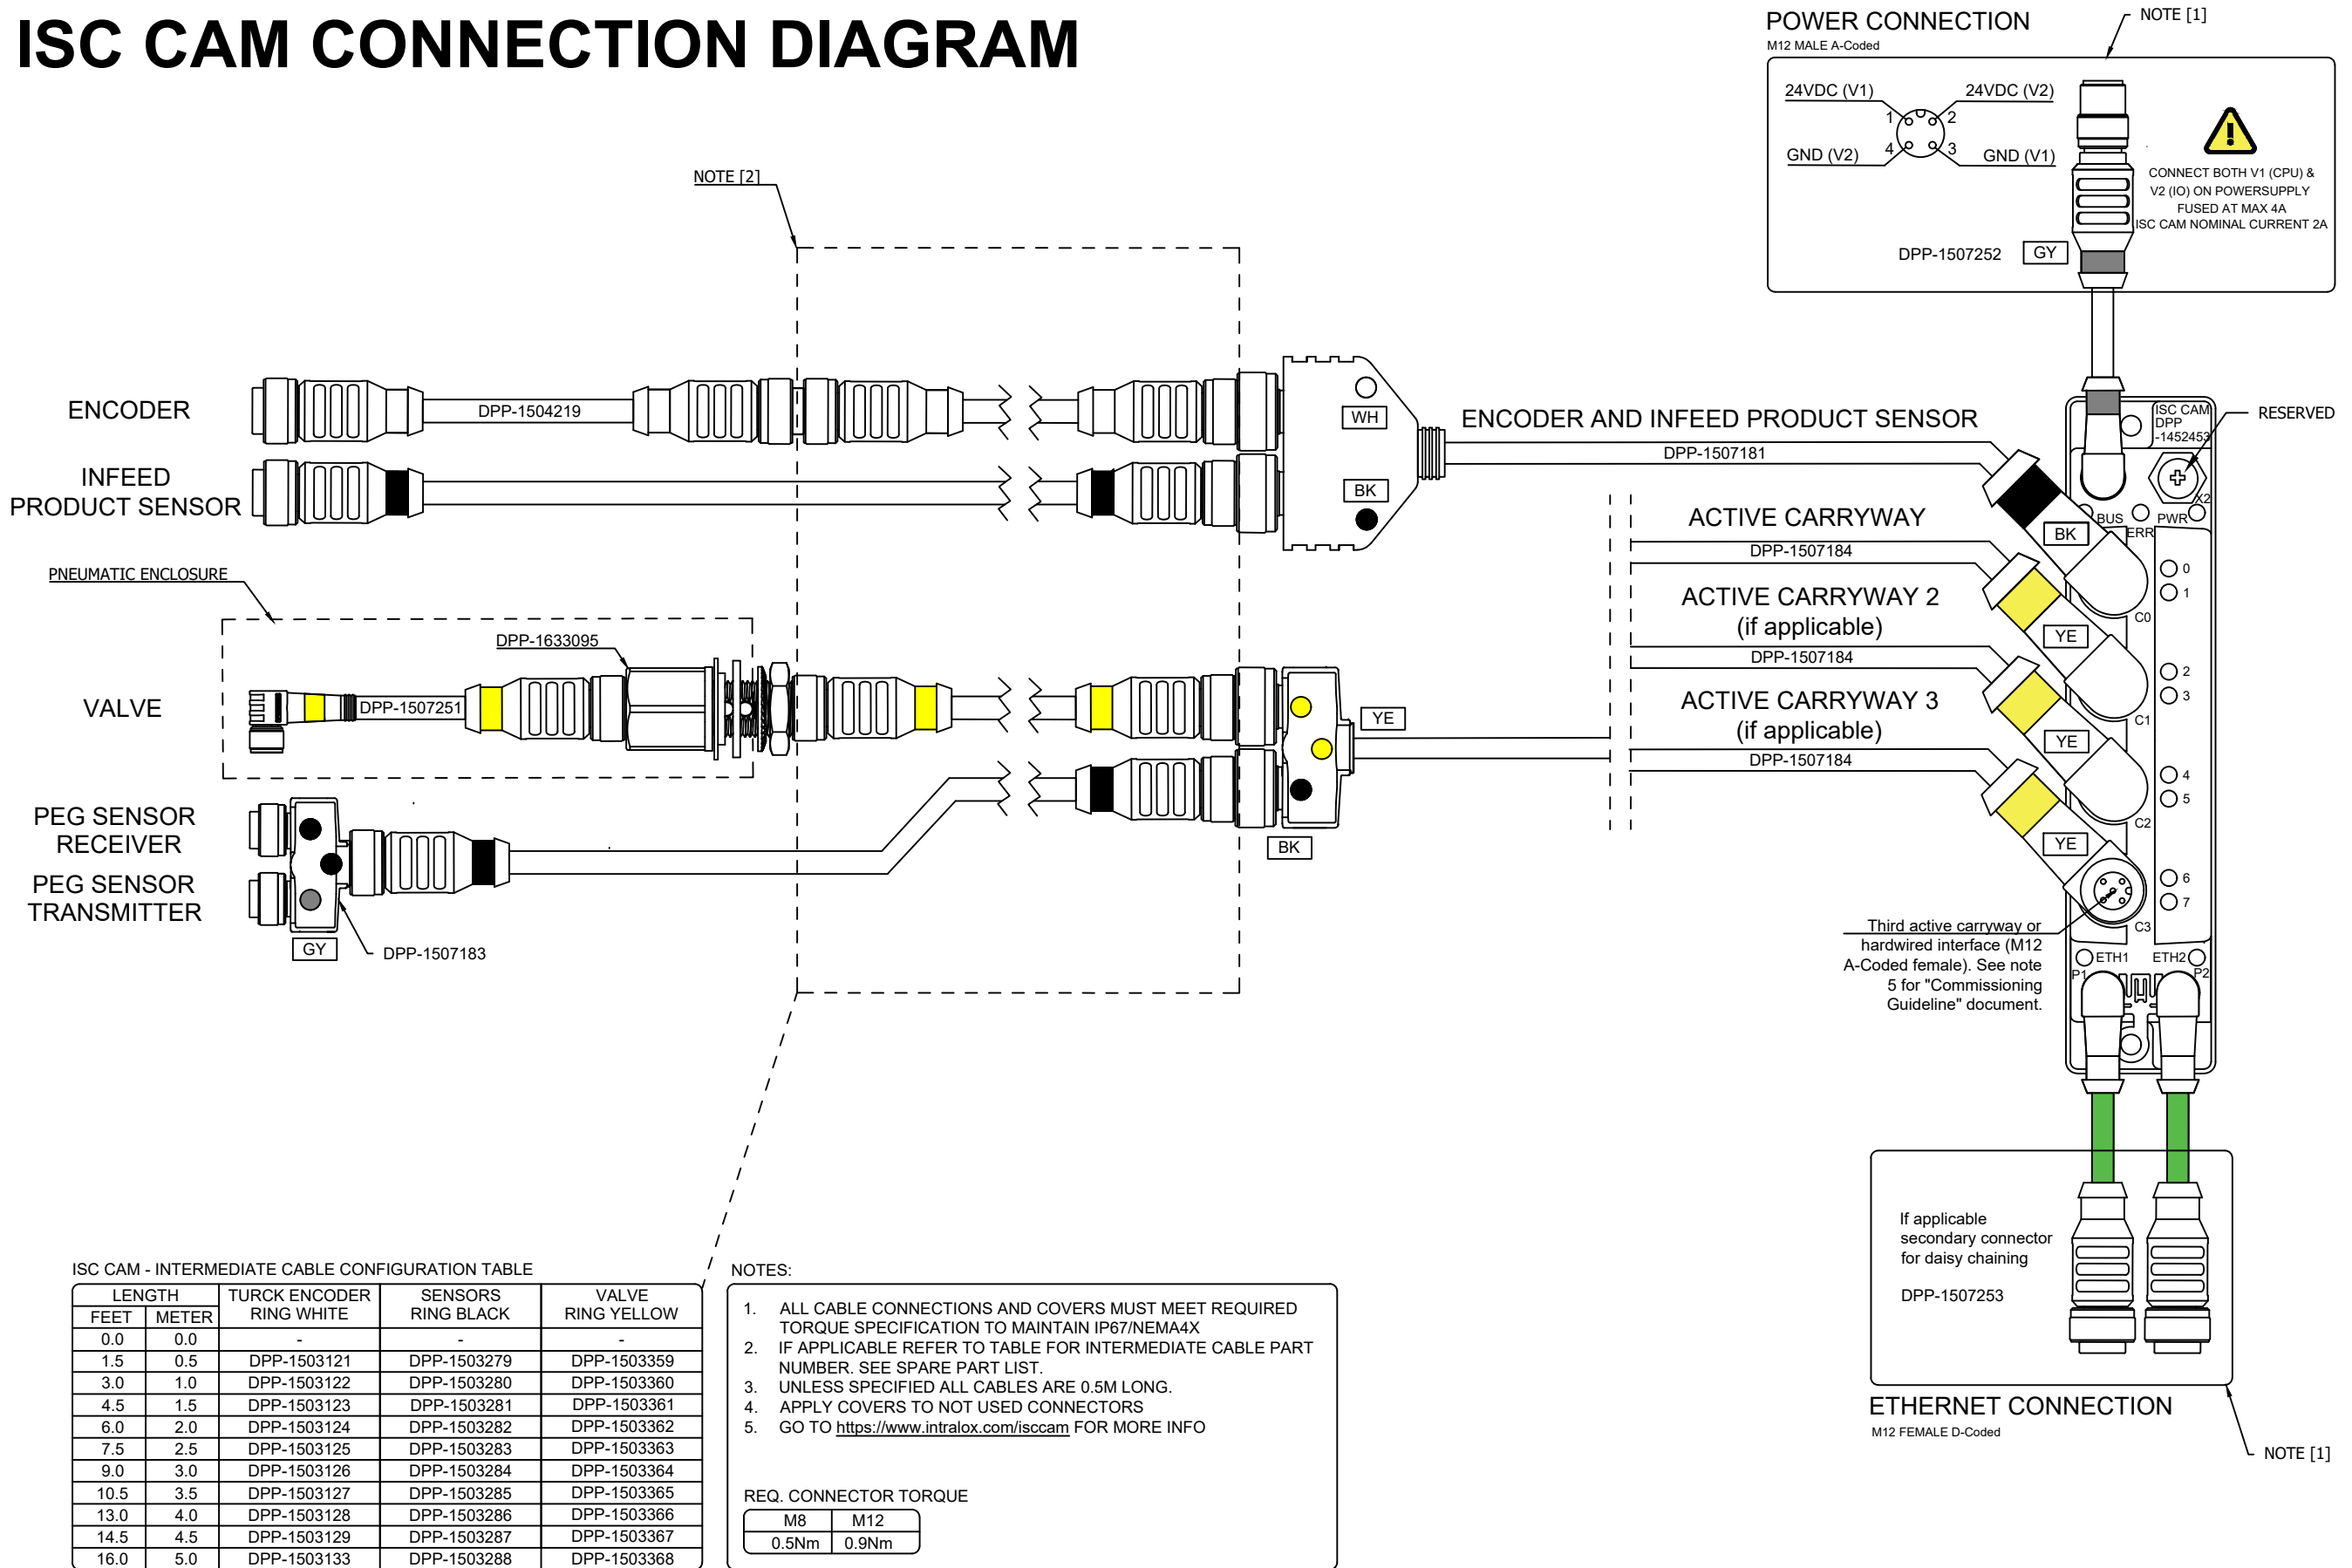 ISC CAM CONNECTION DIAGRAM
POWER CONNECTION
M12 MALE A-Coded
NOTE [1]
24VDC (V1)
24VDC (V2)
1
2
GND (V2)
4
3
GND (V1)
CONNECT BOTH V1 (CPU) &
V2 (IO) ON POWERSUPPLY
FUSED AT MAX 4A
ISC CAM NOMINAL CURRENT 2A
DPP-1507252
GY
NOTE [2]
ENCODER
DPP-1504219
WH
INFEED
PRODUCT SENSOR
BK
ENCODER AND INFEED PRODUCT SENSOR
DPP-1507181
ISC CAM
DPP
-1452453
RESERVED
X2
BUS
ERR
PWR
BK
ACTIVE CARRYWAY
DPP-1507184
0
1
C0
ACTIVE CARRYWAY 2
(if applicable)
DPP-1507184
YE
2
3
C1
ACTIVE CARRYWAY 3
(if applicable)
DPP-1507184
YE
4
5
C2
YE
6
7
C3
PNEUMATIC ENCLOSURE
DPP-1633095
VALVE
DPP-1507251
YE
BK
PEG SENSOR
RECEIVER
PEG SENSOR
TRANSMITTER
GY
DPP-1507183
Third active carryway or
hardwired interface (M12
A-Coded female). See note
5 for "Commissioning
Guideline" document.
ETH1
ETH2
P1
P2
If applicable
secondary connector
for daisy chaining
DPP-1507253
ETHERNET CONNECTION
M12 FEMALE D-Coded
NOTE [1]
ISC CAM - INTERMEDIATE CABLE CONFIGURATION TABLE
LENGTH TURCK ENCODER RING WHITE SENSORS RING BLACK VALVE RING YELLOW
FEET METER
0.0 0.0 - - -
1.5 0.5 DPP-1503121 DPP-1503279 DPP-1503359
3.0 1.0 DPP-1503122 DPP-1503280 DPP-1503360
4.5 1.5 DPP-1503123 DPP-1503281 DPP-1503361
6.0 2.0 DPP-1503124 DPP-1503282 DPP-1503362
7.5 2.5 DPP-1503125 DPP-1503283 DPP-1503363
9.0 3.0 DPP-1503126 DPP-1503284 DPP-1503364
10.5 3.5 DPP-1503127 DPP-1503285 DPP-1503365
13.0 4.0 DPP-1503128 DPP-1503286 DPP-1503366
14.5 4.5 DPP-1503129 DPP-1503287 DPP-1503367
16.0 5.0 DPP-1503133 DPP-1503288 DPP-1503368
NOTES:
1. ALL CABLE CONNECTIONS AND COVERS MUST MEET REQUIRED
TORQUE SPECIFICATION TO MAINTAIN IP67/NEMA4X
2. IF APPLICABLE REFER TO TABLE FOR INTERMEDIATE CABLE PART
NUMBER. SEE SPARE PART LIST.
3. UNLESS SPECIFIED ALL CABLES ARE 0.5M LONG.
4. APPLY COVERS TO NOT USED CONNECTORS
5. GO TO https://www.intralox.com/isccam FOR MORE INFO
REQ. CONNECTOR TORQUE
M8 M12
0.5Nm 0.9Nm